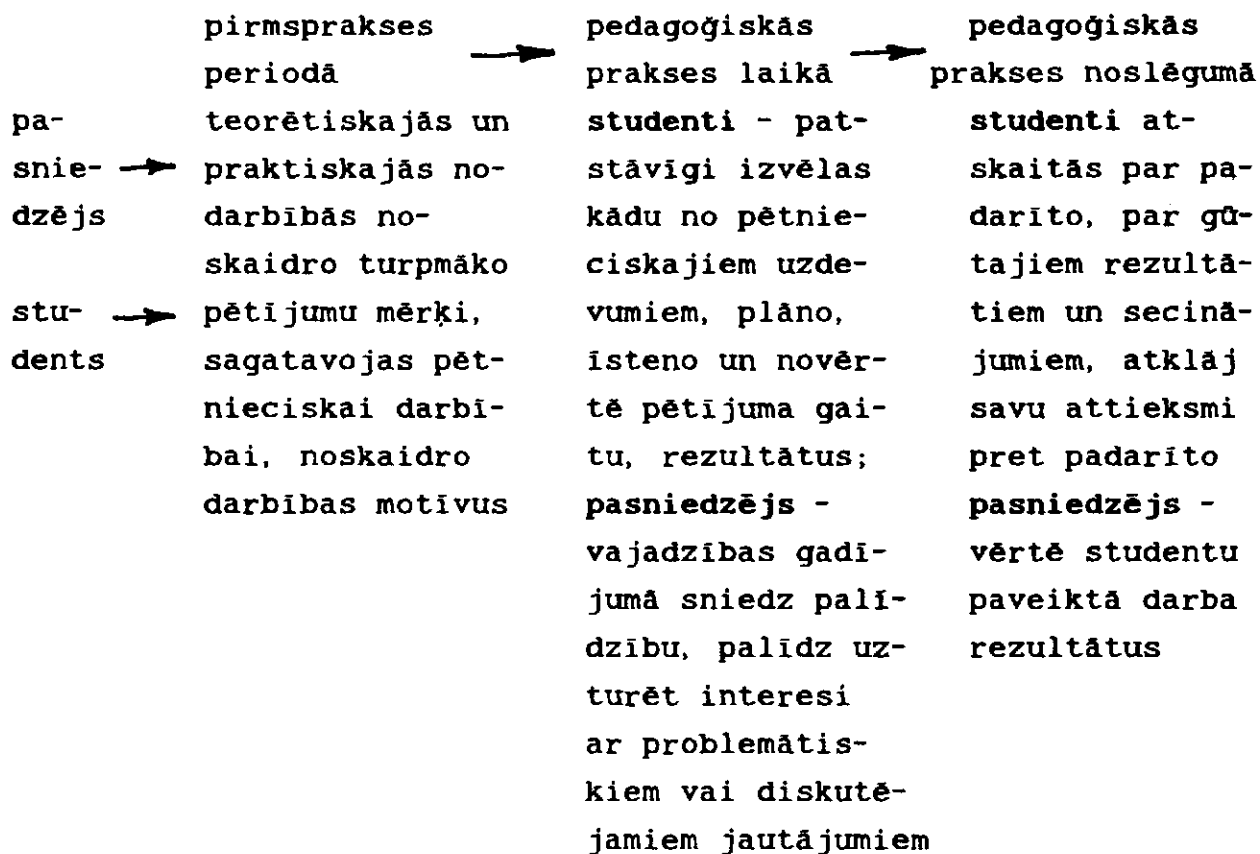 pa-
snie-
dzējs
stu-
dents
pirmsprakses
periodā
teorētiskajās un
praktiskajās no-
darbībās no-
skaidro turpmāko
pētījumu mērķi,
sagatavojas pēt-
nieciskai darbī-
bai, noskaidro
darbības motīvus
pedagoģiskās
prakses laikā
studenti - pat-
stāvīgi izvēlas
kādu no pētnie-
ciskajiem uzde-
vumiem, plāno,
īsteno un novēr-
tē pētījuma gai-
tu, rezultātus;
pasniedzējs -
vajadzības gadī-
jumā sniedz palī-
dzību, palīdz uz-
turēt interesi
ar problemātis-
kiem vai diskutē-
jamiem jautājumiem
pedagoģiskās
prakses noslēgumā
studenti at-
skaitās par pa-
darīto, par gū-
tajiem rezultā-
tiem un secinā-
jumiem, atklāj
savu attieksmi
pret padarīto
pasniedzējs -
vērtē studentu
paveiktā darba
rezultātus